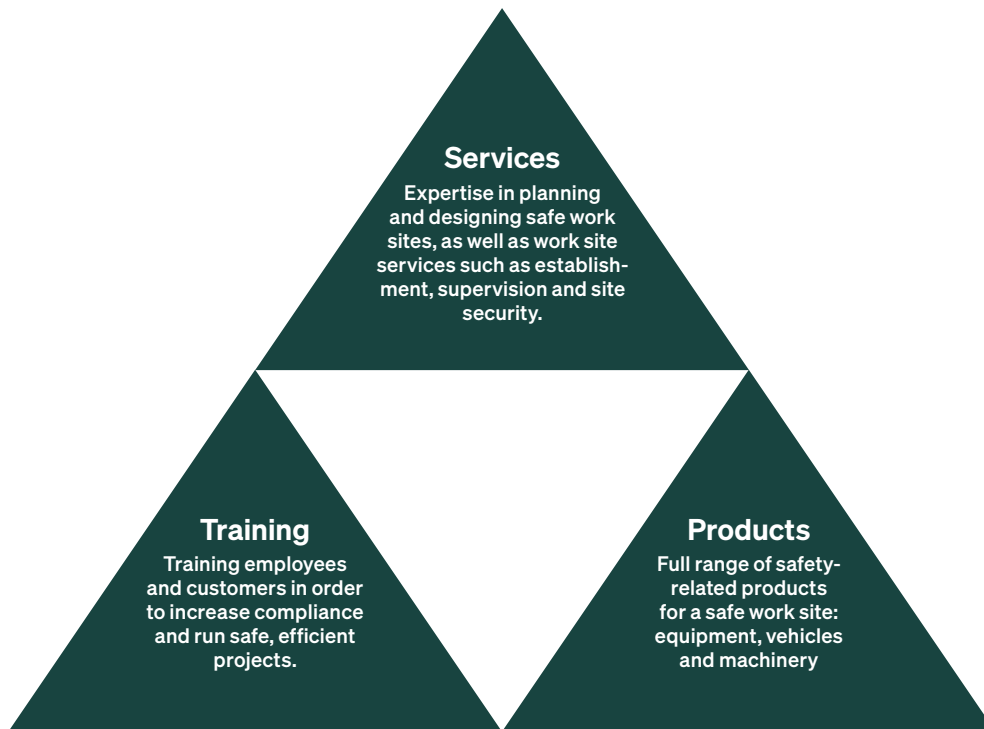 Services
Expertise in planning
and designing safe work
sites, as well as work site
services such as establish-
ment, supervision and site
security.
Training
Training employees
and customers in order
to increase compliance
and run safe, efficient
projects.
Products
Full range of safety-
related products
for a safe work site:
equipment, vehicles
and machinery